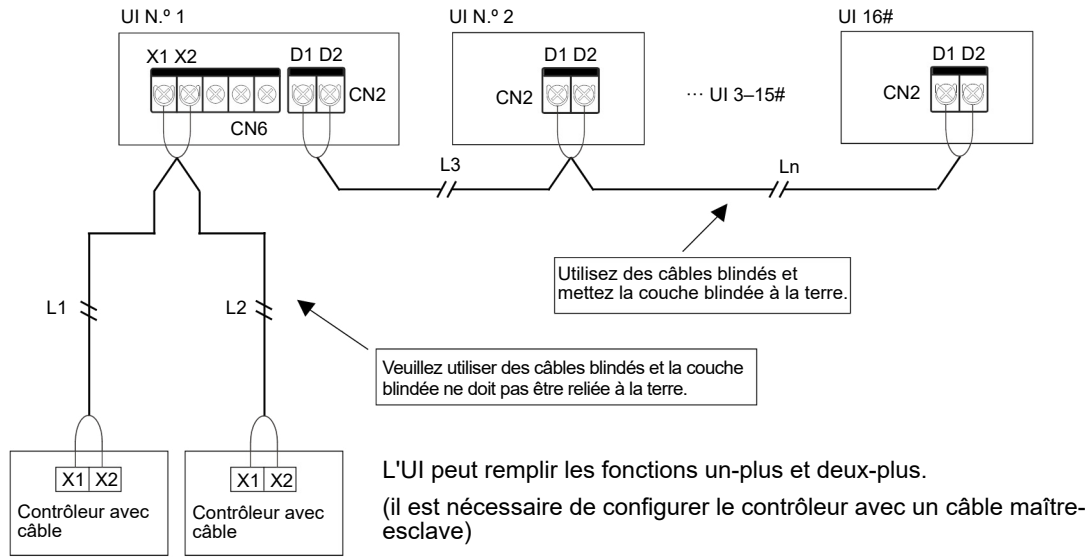 UI N.º 1
UI N.º 2
UI 16#
X1 X2
D1 D2
CN2
CN6
D1 D2
CN2
··· UI 3–15#
D1 D2
CN2
L3
Ln
Utilisez des câbles blindés et
mettez la couche blindée à la terre.
L1
L2
Veuillez utiliser des câbles blindés et la couche
blindée ne doit pas être reliée à la terre.
X1 X2
Contrôleur avec
câble
X1 X2
Contrôleur avec
câble
L'UI peut remplir les fonctions un-plus et deux-plus.
(il est nécessaire de configurer le contrôleur avec un câble maître-
esclave)